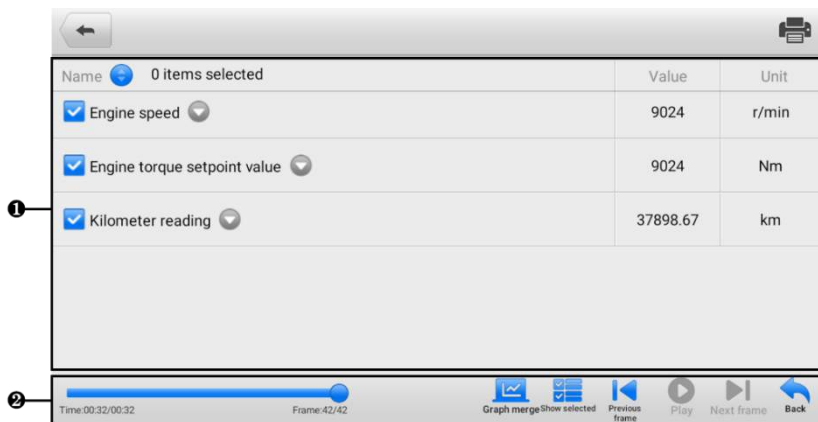 Name 0 items selected Value Unit
Engine speed 9024 r/min
Engine torque setpoint value 9024 Nm
❶
Kilometer reading 37898.67 km
❷
Time:00:32/00:32 Frame:42/42 Graph merge Show selected Previous frame Play Next frame Back